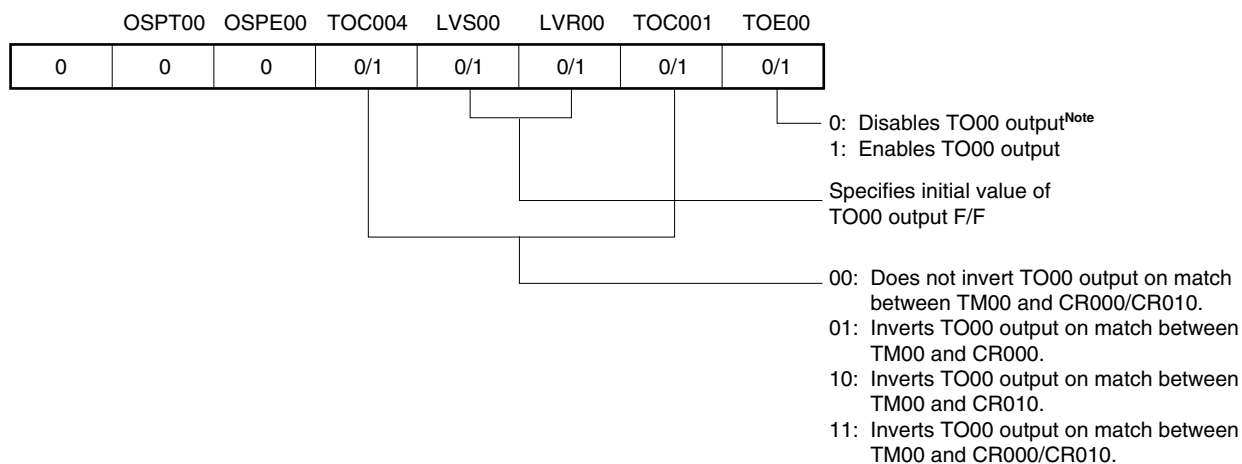 OSPT00 OSPE00 TOC004 LVS00 LVR00 TOC001 TOE00
0 0 0 0/1 0/1 0/1 0/1 0/1
0: Disables TO00 outputNote
1: Enables TO00 output
Specifies initial value of
TO00 output F/F
00: Does not invert TO00 output on match
between TM00 and CR000/CR010.
01: Inverts TO00 output on match between
TM00 and CR000.
10: Inverts TO00 output on match between
TM00 and CR010.
11: Inverts TO00 output on match between
TM00 and CR000/CR010.